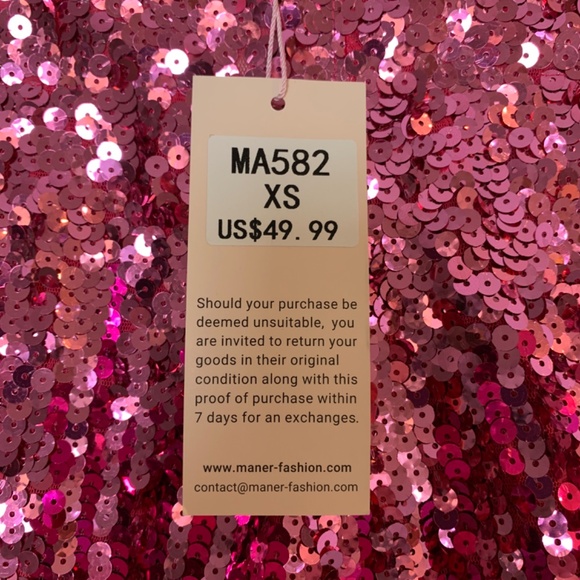 MA582
XS
US$49.99
Should your purchase be
deemed unsuitable, you
are invited to return your
goods in their original
condition along with this
proof of purchase within
7 days for an exchanges.
www.maner-fashion.com
contact@maner-fashion.com